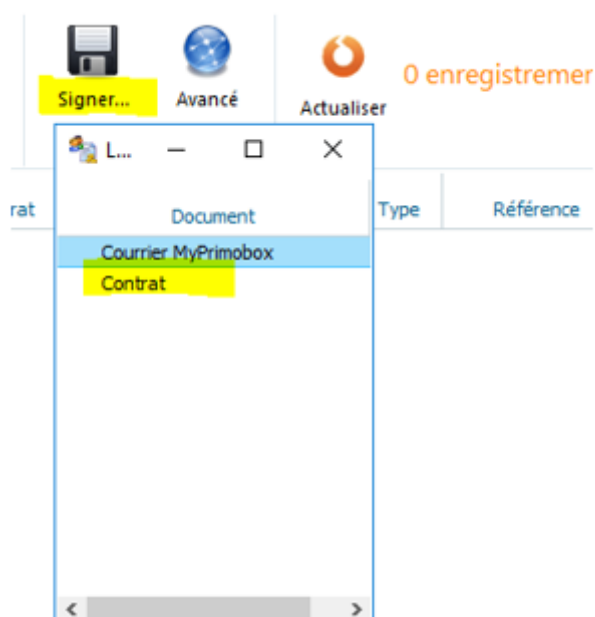 Signer...
Avancé
Actualiser
0 enregistremer
L...
rat
Document
Type
Référence
Courrier MyPrimobox
Contrat